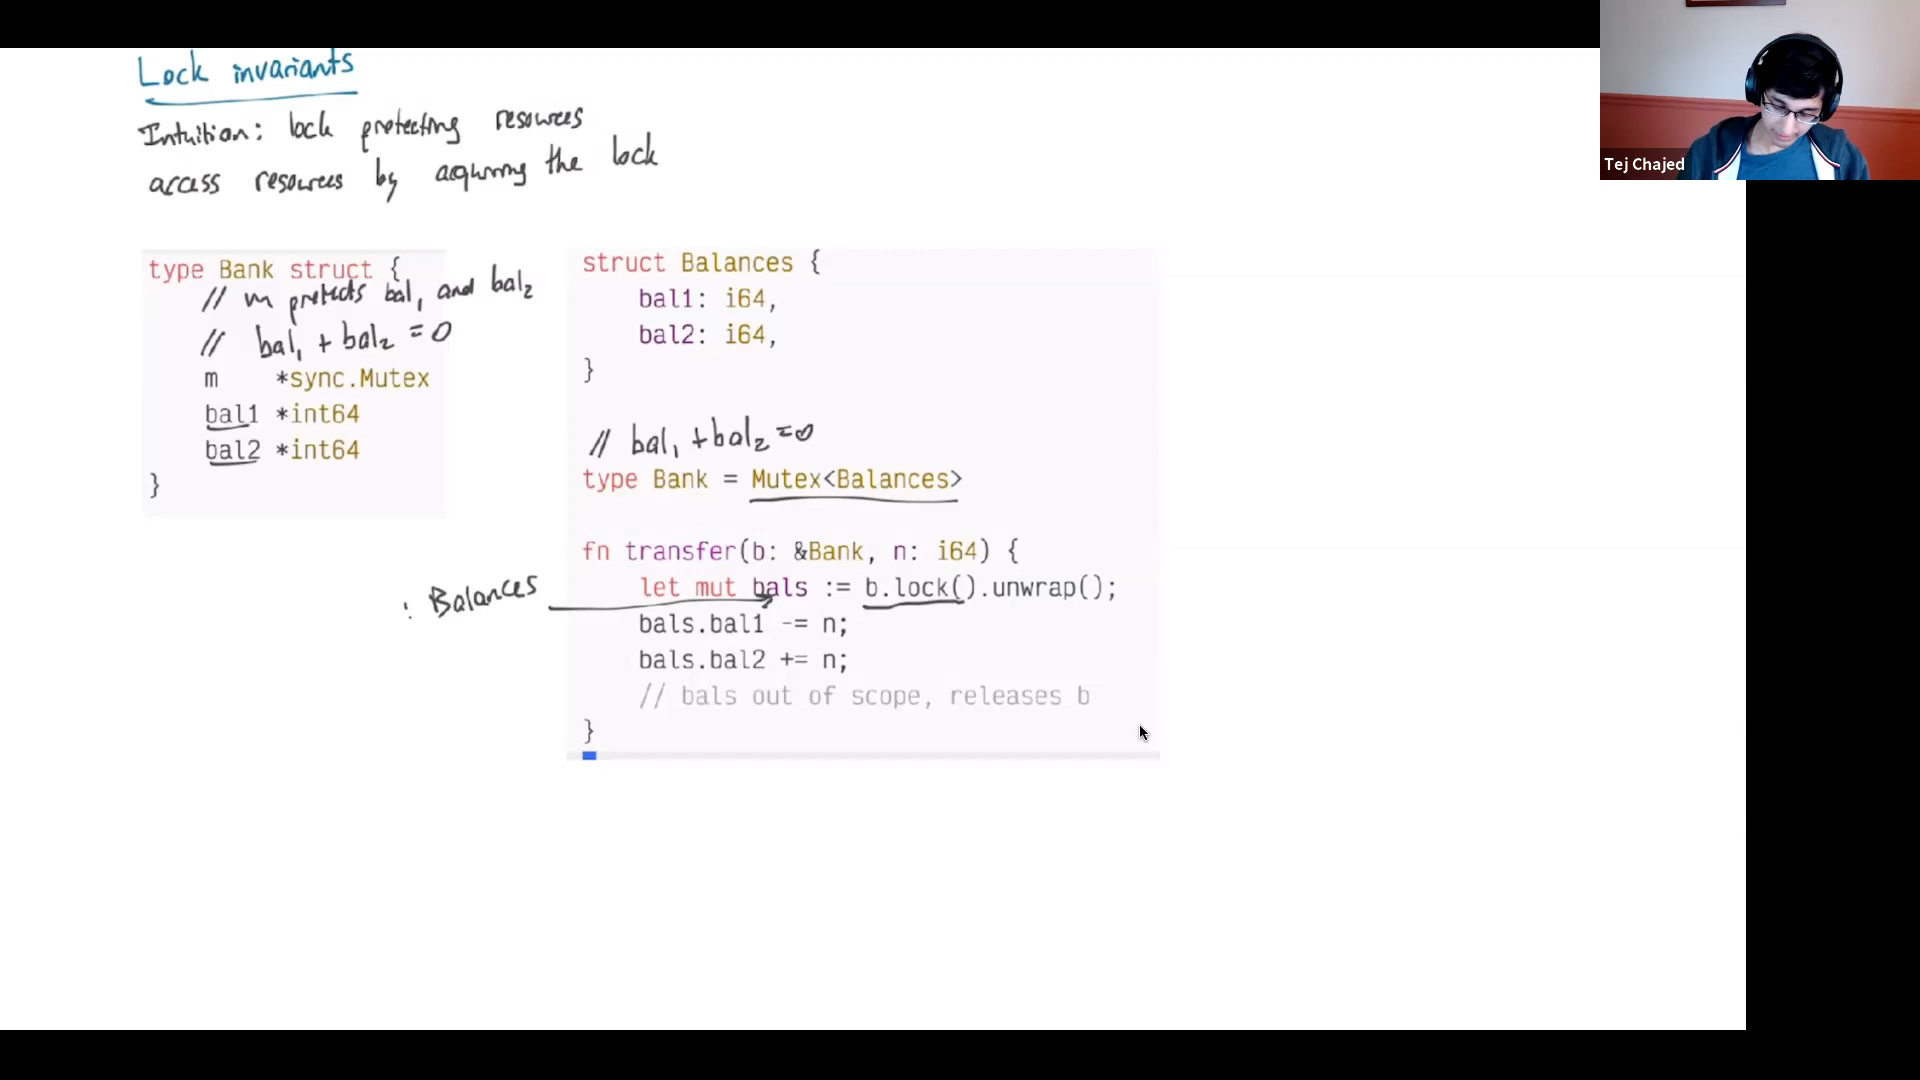 Lock invariants
Intuition: lock protecting resources
access resources by acquiring the lock
type Bank struct {
// m protects bal1 and bal2
// bal1 + bal2 = 0
m *sync.Mutex
bal1 *int64
bal2 *int64
}
struct Balances {
bal1: i64,
bal2: i64,
}
// bal1 + bal2 = 0
type Bank = Mutex<Balances>
fn transfer(b: &Bank, n: i64) {
: Balances
let mut bals := b.lock().unwrap();
bals.bal1 -= n;
bals.bal2 += n;
// bals out of scope, releases b
}
Tej Chajed